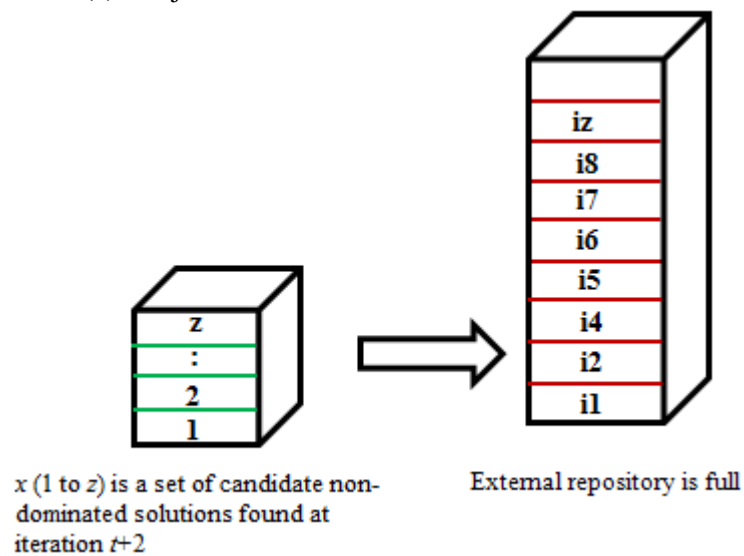 iz
i8
i7
i6
i5
i4
i2
i1
z
:
2
1
x (1 to z) is a set of candidate non-
dominated solutions found at
iteration t+2
External repository is full